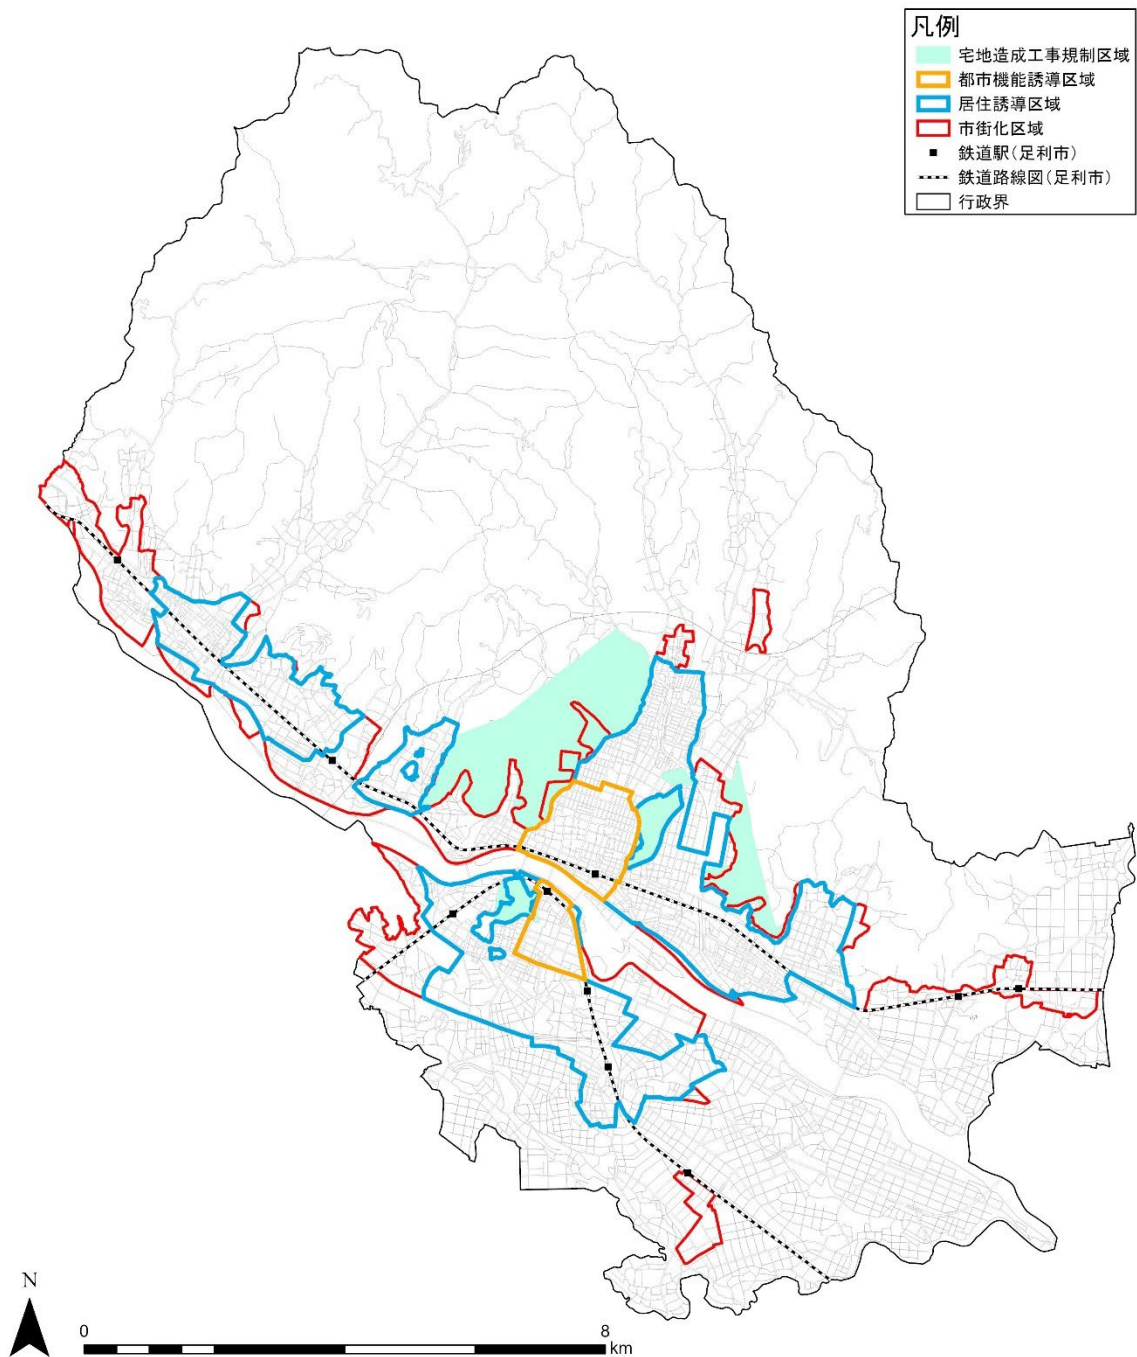 凡例
宅地造成工事規制区域
都市機能誘導区域
居住誘導区域
市街化区域
鉄道駅(足利市)
鉄道路線図(足利市)
行政界
N
0 8
km